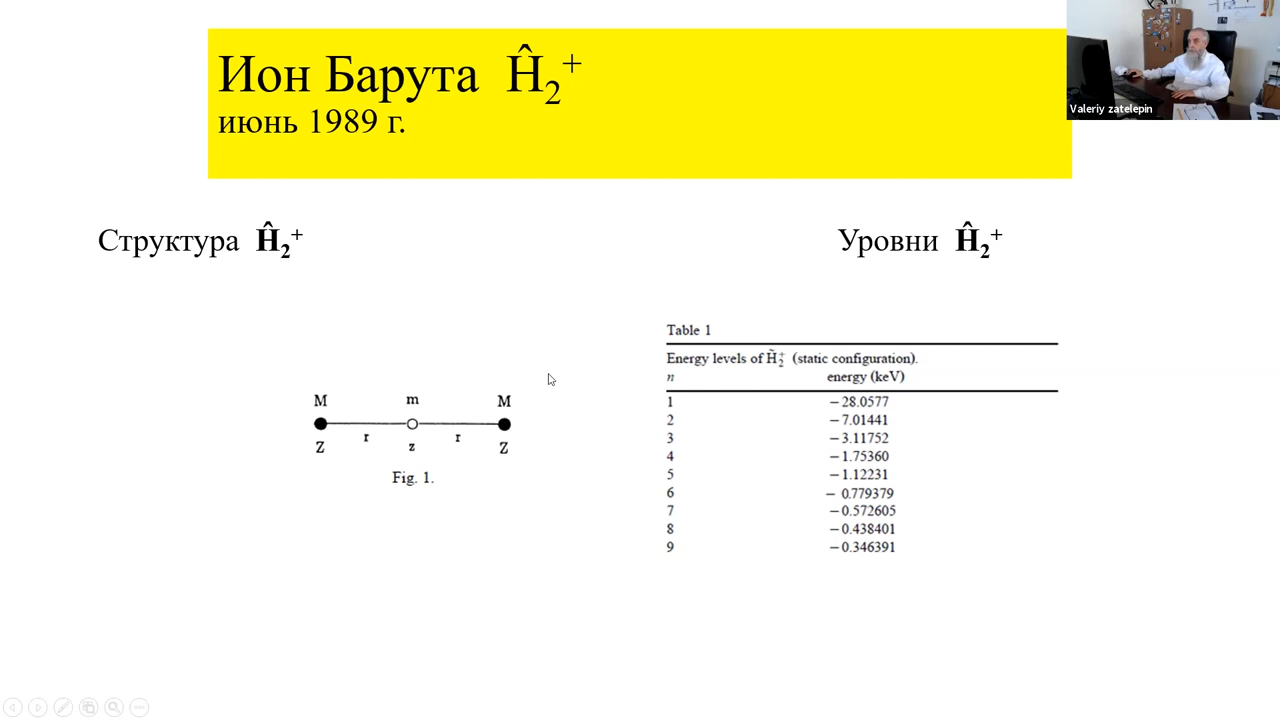 Ион Барута Ĥ₂⁺
июнь 1989 г.
Valeriy zatelepin
Структура Ĥ₂⁺
Уровни Ĥ₂⁺
M m M
r r
Z z Z
Fig. 1.
Table 1
Energy levels of H̃₂⁺ (static configuration).
n energy (keV)
1 −28.0577
2 −7.01441
3 −3.11752
4 −1.75360
5 −1.12231
6 − 0.779379
7 −0.572605
8 −0.438401
9 −0.346391